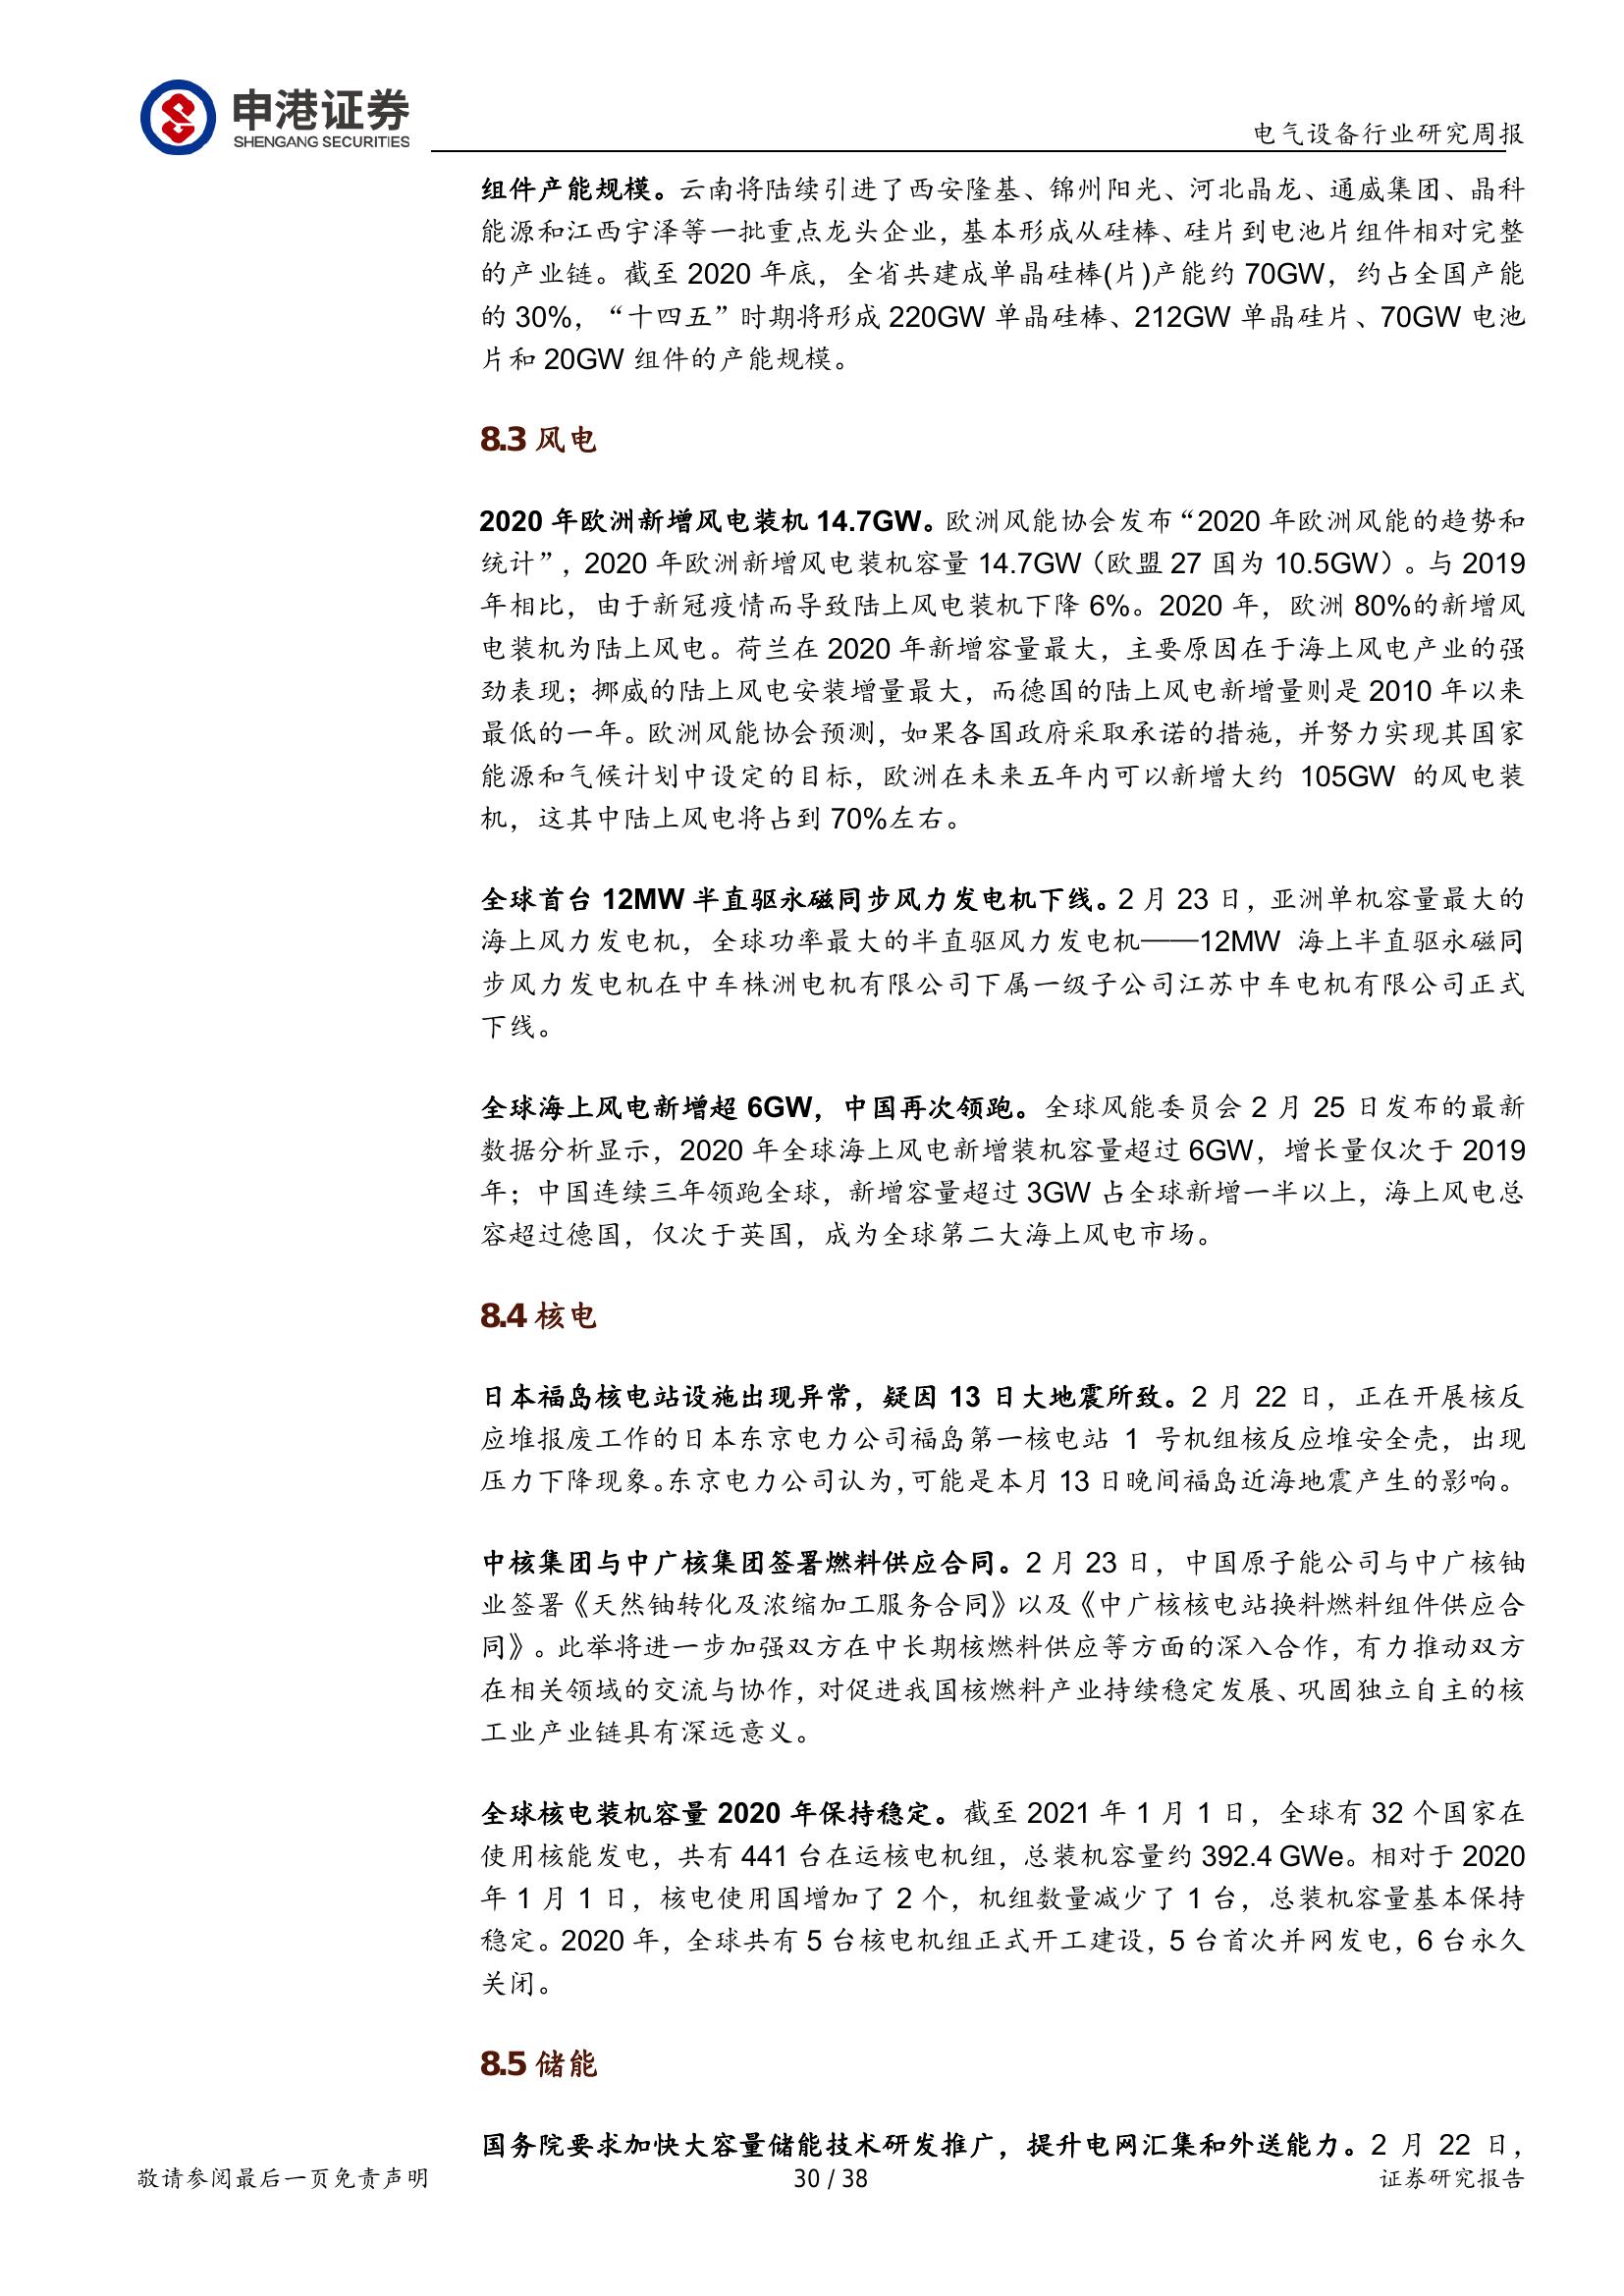 申港证券
SHENGANG SECURITIES
电气设备行业研究周报
组件产能规模。云南将陆续引进了西安隆基、锦州阳光、河北晶龙、通威集团、晶科
能源和江西宇泽等一批重点龙头企业，基本形成从硅棒、硅片到电池片组件相对完整
的产业链。截至 2020 年底，全省共建成单晶硅棒(片)产能约 70GW，约占全国产能
的 30%，“十四五”时期将形成 220GW 单晶硅棒、212GW 单晶硅片、70GW 电池
片和 20GW 组件的产能规模。
8.3 风电
2020 年欧洲新增风电装机 14.7GW。欧洲风能协会发布“2020 年欧洲风能的趋势和
统计”，2020 年欧洲新增风电装机容量 14.7GW（欧盟 27 国为 10.5GW）。与 2019
年相比，由于新冠疫情而导致陆上风电装机下降 6%。2020 年，欧洲 80%的新增风
电装机为陆上风电。荷兰在 2020 年新增容量最大，主要原因在于海上风电产业的强
劲表现；挪威的陆上风电安装增量最大，而德国的陆上风电新增量则是 2010 年以来
最低的一年。欧洲风能协会预测，如果各国政府采取承诺的措施，并努力实现其国家
能源和气候计划中设定的目标，欧洲在未来五年内可以新增大约 105GW 的风电装
机，这其中陆上风电将占到 70%左右。
全球首台 12MW 半直驱永磁同步风力发电机下线。2 月 23 日，亚洲单机容量最大的
海上风力发电机，全球功率最大的半直驱风力发电机——12MW 海上半直驱永磁同
步风力发电机在中车株洲电机有限公司下属一级子公司江苏中车电机有限公司正式
下线。
全球海上风电新增超 6GW，中国再次领跑。全球风能委员会 2 月 25 日发布的最新
数据分析显示，2020 年全球海上风电新增装机容量超过 6GW，增长量仅次于 2019
年；中国连续三年领跑全球，新增容量超过 3GW 占全球新增一半以上，海上风电总
容超过德国，仅次于英国，成为全球第二大海上风电市场。
8.4 核电
日本福岛核电站设施出现异常，疑因 13 日大地震所致。2 月 22 日，正在开展核反
应堆报废工作的日本东京电力公司福岛第一核电站 1 号机组核反应堆安全壳，出现
压力下降现象。东京电力公司认为，可能是本月 13 日晚间福岛近海地震产生的影响。
中核集团与中广核集团签署燃料供应合同。2 月 23 日，中国原子能公司与中广核铀
业签署《天然铀转化及浓缩加工服务合同》以及《中广核核电站换料燃料组件供应合
同》。此举将进一步加强双方在中长期核燃料供应等方面的深入合作，有力推动双方
在相关领域的交流与协作，对促进我国核燃料产业持续稳定发展、巩固独立自主的核
工业产业链具有深远意义。
全球核电装机容量 2020 年保持稳定。截至 2021 年 1 月 1 日，全球有 32 个国家在
使用核能发电，共有 441 台在运核电机组，总装机容量约 392.4 GWe。相对于 2020
年 1 月 1 日，核电使用国增加了 2 个，机组数量减少了 1 台，总装机容量基本保持
稳定。2020 年，全球共有 5 台核电机组正式开工建设，5 台首次并网发电，6 台永久
关闭。
8.5 储能
国务院要求加快大容量储能技术研发推广，提升电网汇集和外送能力。2 月 22 日，
敬请参阅最后一页免责声明
30 / 38
证券研究报告